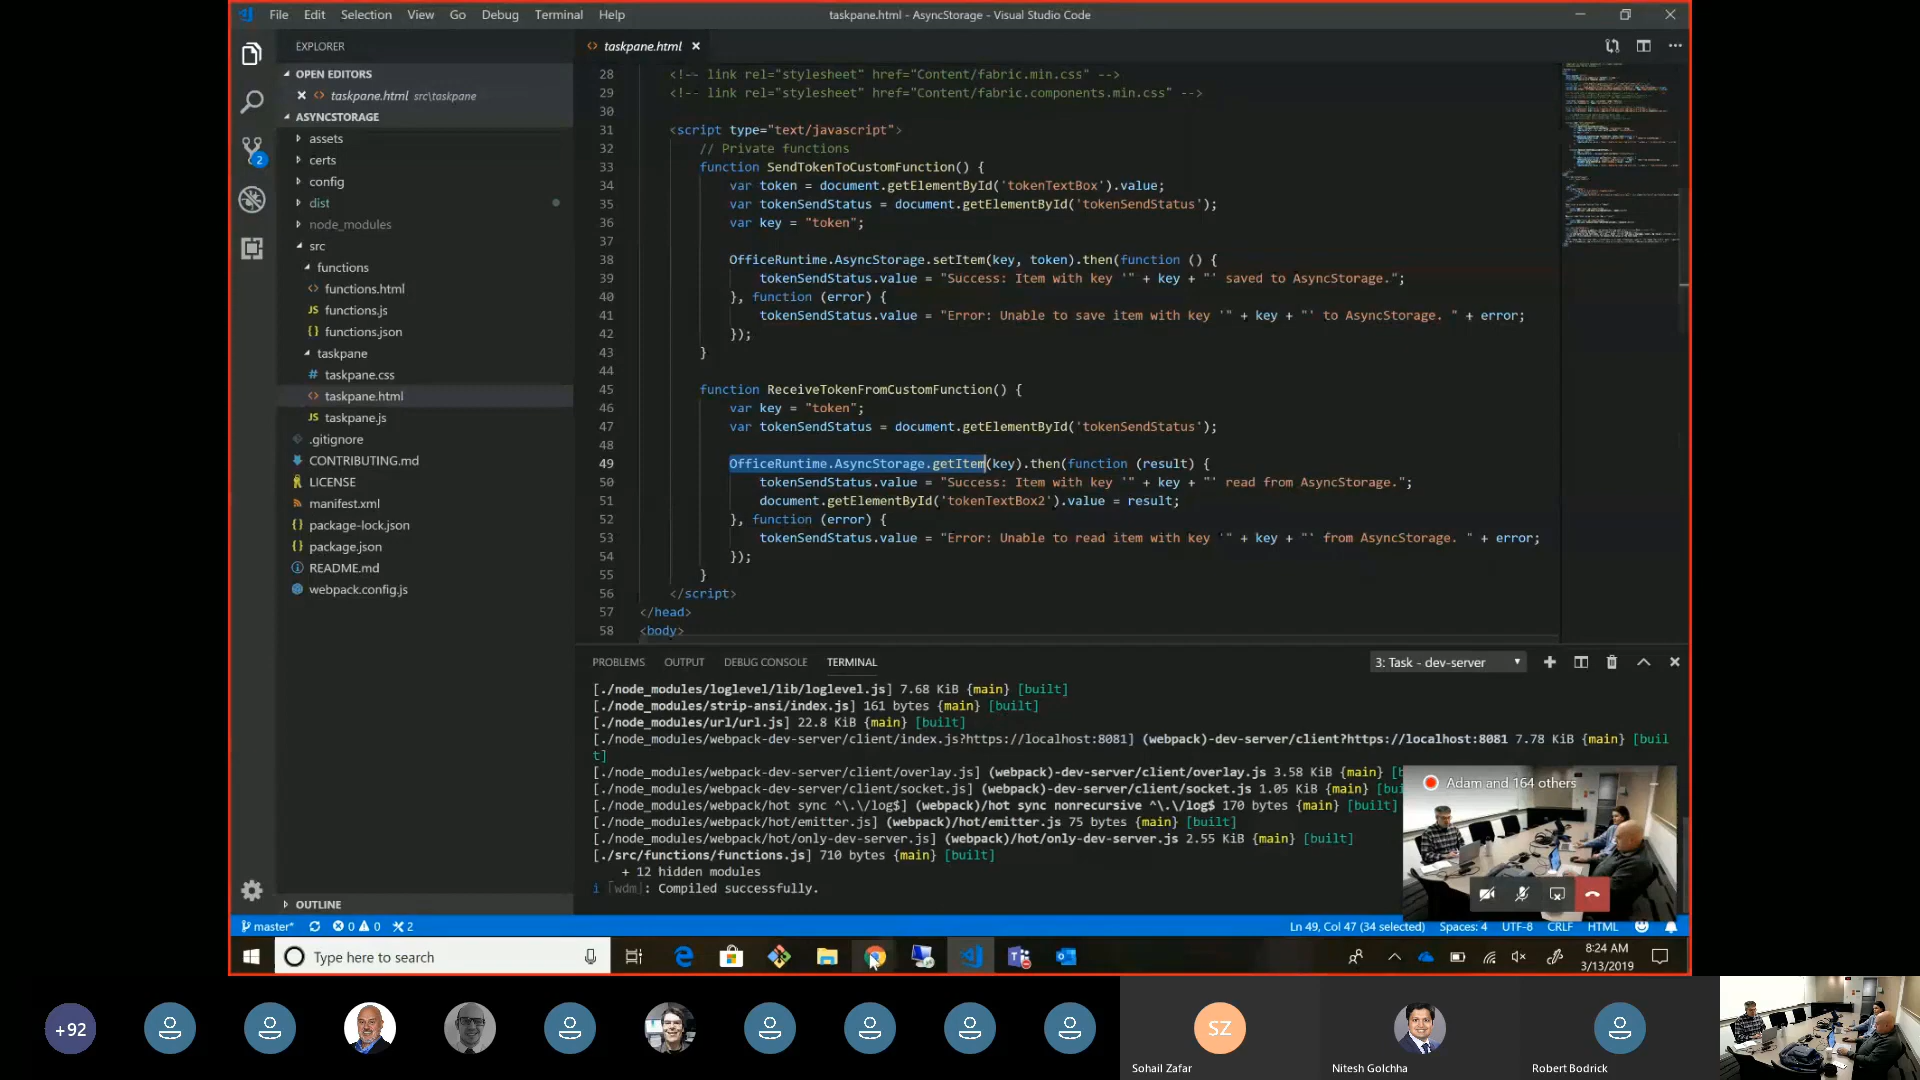 File Edit Selection View Go Debug Terminal Help
taskpane.html - AsyncStorage - Visual Studio Code
EXPLORER
OPEN EDITORS
taskpane.html src\taskpane
ASYNCSTORAGE
assets
certs
config
dist
node_modules
src
functions
functions.html
JS functions.js
{} functions.json
taskpane
# taskpane.css
taskpane.html
JS taskpane.js
.gitignore
CONTRIBUTING.md
LICENSE
manifest.xml
{} package-lock.json
{} package.json
README.md
webpack.config.js
OUTLINE
2
taskpane.html
28 <!-- link rel="stylesheet" href="Content/fabric.min.css" -->
29 <!-- link rel="stylesheet" href="Content/fabric.components.min.css" -->
30
31 <script type="text/javascript">
32 // Private functions
33 function SendTokenToCustomFunction() {
34 var token = document.getElementById('tokenTextBox').value;
35 var tokenSendStatus = document.getElementById('tokenSendStatus');
36 var key = "token";
37
38 OfficeRuntime.AsyncStorage.setItem(key, token).then(function () {
39 tokenSendStatus.value = "Success: Item with key '" + key + "' saved to AsyncStorage.";
40 }, function (error) {
41 tokenSendStatus.value = "Error: Unable to save item with key '" + key + "' to AsyncStorage. " + error;
42 });
43 }
44
45 function ReceiveTokenFromCustomFunction() {
46 var key = "token";
47 var tokenSendStatus = document.getElementById('tokenSendStatus');
48
49 OfficeRuntime.AsyncStorage.getItem(key).then(function (result) {
50 tokenSendStatus.value = "Success: Item with key '" + key + "' read from AsyncStorage.";
51 document.getElementById('tokenTextBox2').value = result;
52 }, function (error) {
53 tokenSendStatus.value = "Error: Unable to read item with key '" + key + "' from AsyncStorage. " + error;
54 });
55 }
56 </script>
57 </head>
58 <body>
PROBLEMS OUTPUT DEBUG CONSOLE TERMINAL
3: Task - dev-server
[./node_modules/loglevel/lib/loglevel.js] 7.68 KiB {main} [built]
[./node_modules/strip-ansi/index.js] 161 bytes {main} [built]
[./node_modules/url/url.js] 22.8 KiB {main} [built]
[./node_modules/webpack-dev-server/client/index.js?https://localhost:8081] (webpack)-dev-server/client?https://localhost:8081 7.78 KiB {main} [buil
t]
[./node_modules/webpack-dev-server/client/overlay.js] (webpack)-dev-server/client/overlay.js 3.58 KiB {main} [b
[./node_modules/webpack-dev-server/client/socket.js] (webpack)-dev-server/client/socket.js 1.05 KiB {main} [bui
[./node_modules/webpack/hot sync ^\.\/log$] (webpack)/hot sync nonrecursive ^\.\/log$ 170 bytes {main} [built]
[./node_modules/webpack/hot/emitter.js] (webpack)/hot/emitter.js 75 bytes {main} [built]
[./node_modules/webpack/hot/only-dev-server.js] (webpack)/hot/only-dev-server.js 2.55 KiB {main} [built]
[./src/functions/functions.js] 710 bytes {main} [built]
+ 12 hidden modules
i ｢wdm｣: Compiled successfully.
Adam and 164 others
master* 0 0 2
Ln 49, Col 47 (34 selected) Spaces: 4 UTF-8 CRLF HTML
Type here to search
8:24 AM
3/13/2019
+92
SZ
Sohail Zafar
Nitesh Golchha
Robert Bodrick